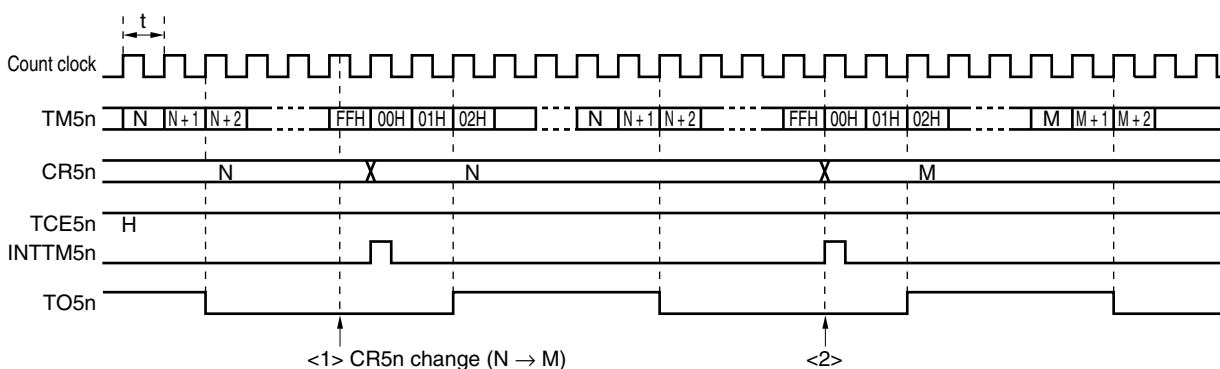 t
Count clock
TM5n N N + 1 N + 2 FFH 00H 01H 02H N N + 1 N + 2 FFH 00H 01H 02H M M + 1 M + 2
CR5n N N M
TCE5n H
INTTM5n
TO5n
<1> CR5n change (N → M) <2>